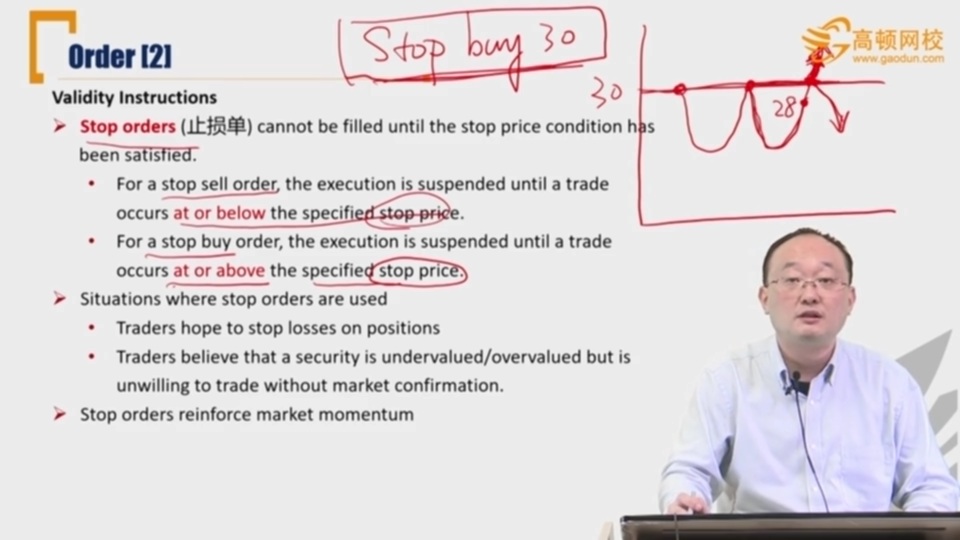 Order [2]
Stop buy 30
高顿网校
www.gaodun.com
30
28
Validity Instructions
Stop orders (止损单) cannot be filled until the stop price condition has
been satisfied.
For a stop sell order, the execution is suspended until a trade
occurs at or below the specified stop price.
For a stop buy order, the execution is suspended until a trade
occurs at or above the specified stop price.
Situations where stop orders are used
Traders hope to stop losses on positions
Traders believe that a security is undervalued/overvalued but is
unwilling to trade without market confirmation.
Stop orders reinforce market momentum